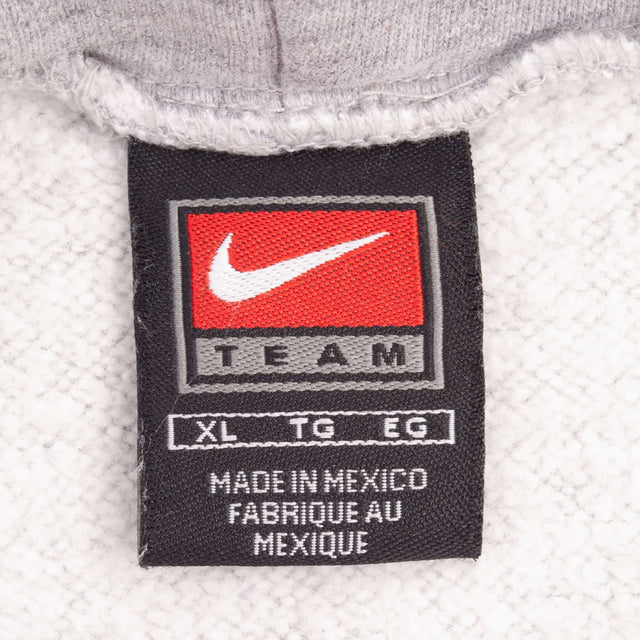 TEAM
XL TG EG
MADE IN MEXICO
FABRIQUE AU
MEXIQUE